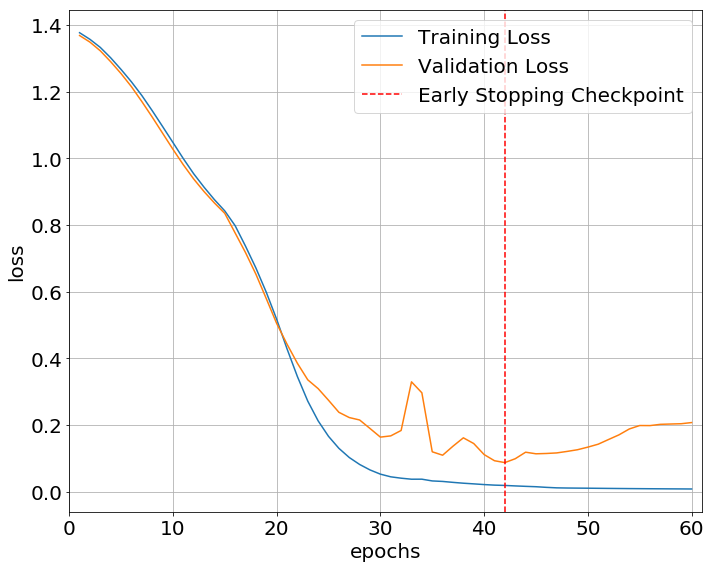 1.4
1.2
1.0
0.8
0.6
0.4
0.2
0.0
loss
Training Loss
Validation Loss
Early Stopping Checkpoint
0 10 20 30 40 50 60
epochs